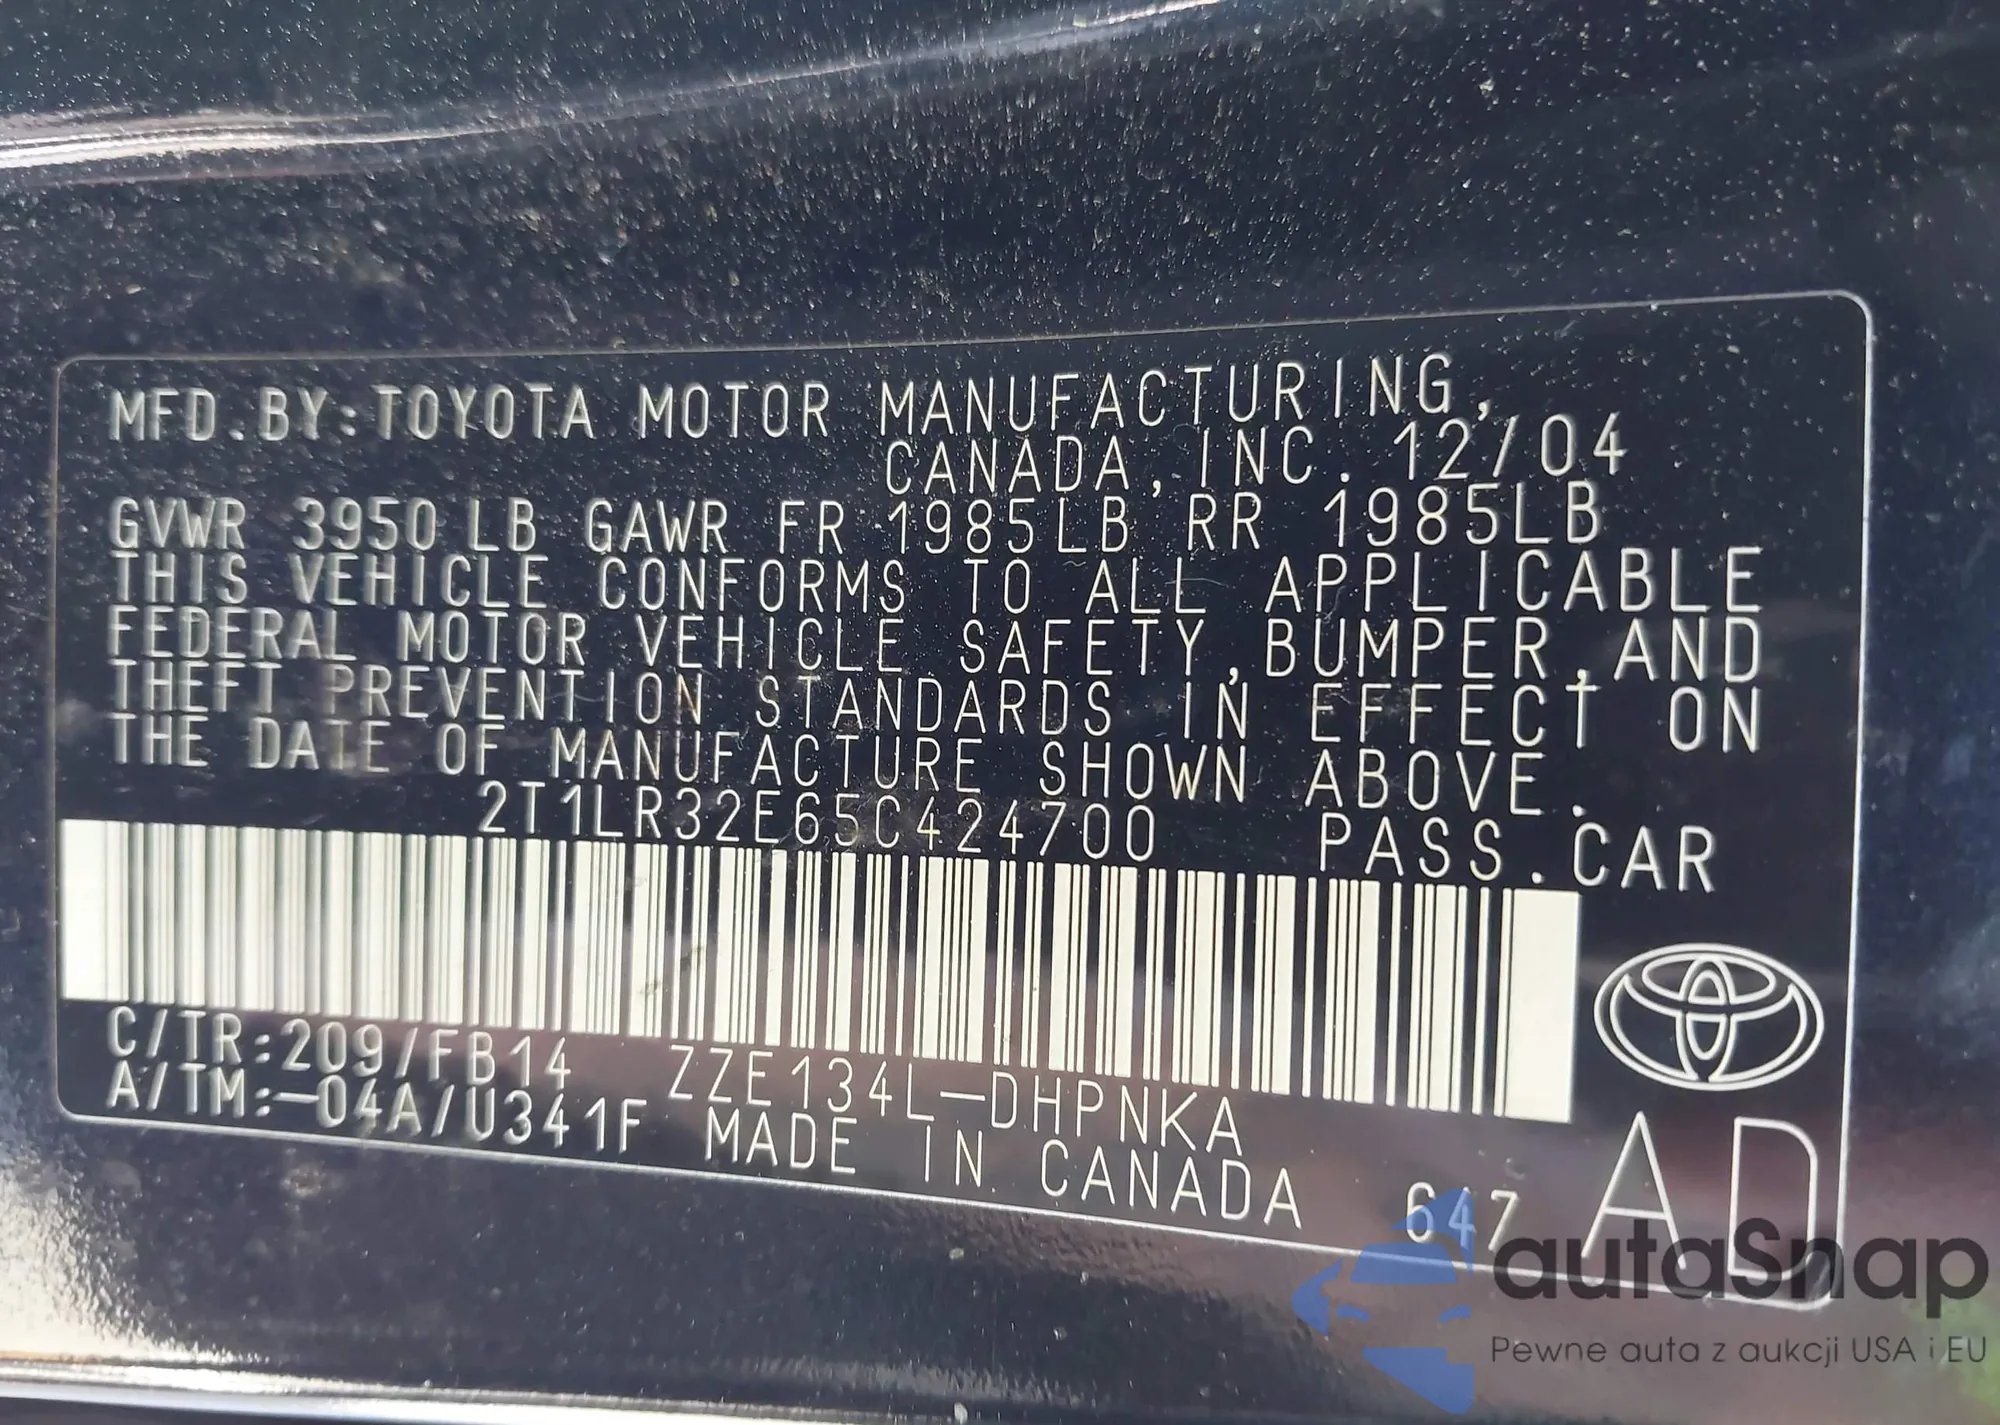 MFD.BY:TOYOTA MOTOR MANUFACTURING,
CANADA,INC. 12/04
GVWR 3950LB GAWR FR 1985LB RR 1985LB
THIS VEHICLE CONFORMS TO ALL APPLICABLE
FEDERAL MOTOR VEHICLE SAFETY,BUMPER,AND
THEFT PREVENTION STANDARDS IN EFFECT ON
THE DATE OF MANUFACTURE SHOWN ABOVE.
2T1LR32E65C424700 PASS.CAR
C/TR:209/FB14 ZZE134L-DHPNKA
A/TM:-04A/U341F MADE IN CANADA 647 AD
autaSnap
Pewne auta z aukcji USA i EU